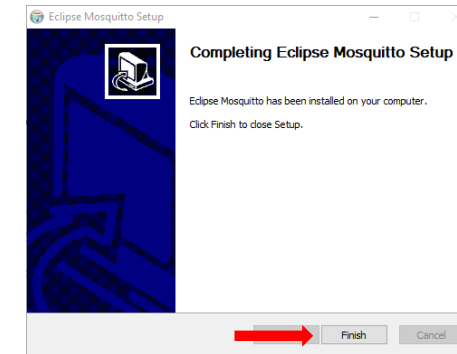 Eclipse Mosquitto Setup
Completing Eclipse Mosquitto Setup
Eclipse Mosquitto has been installed on your computer.
Click Finish to close Setup.
Finish
Cancel